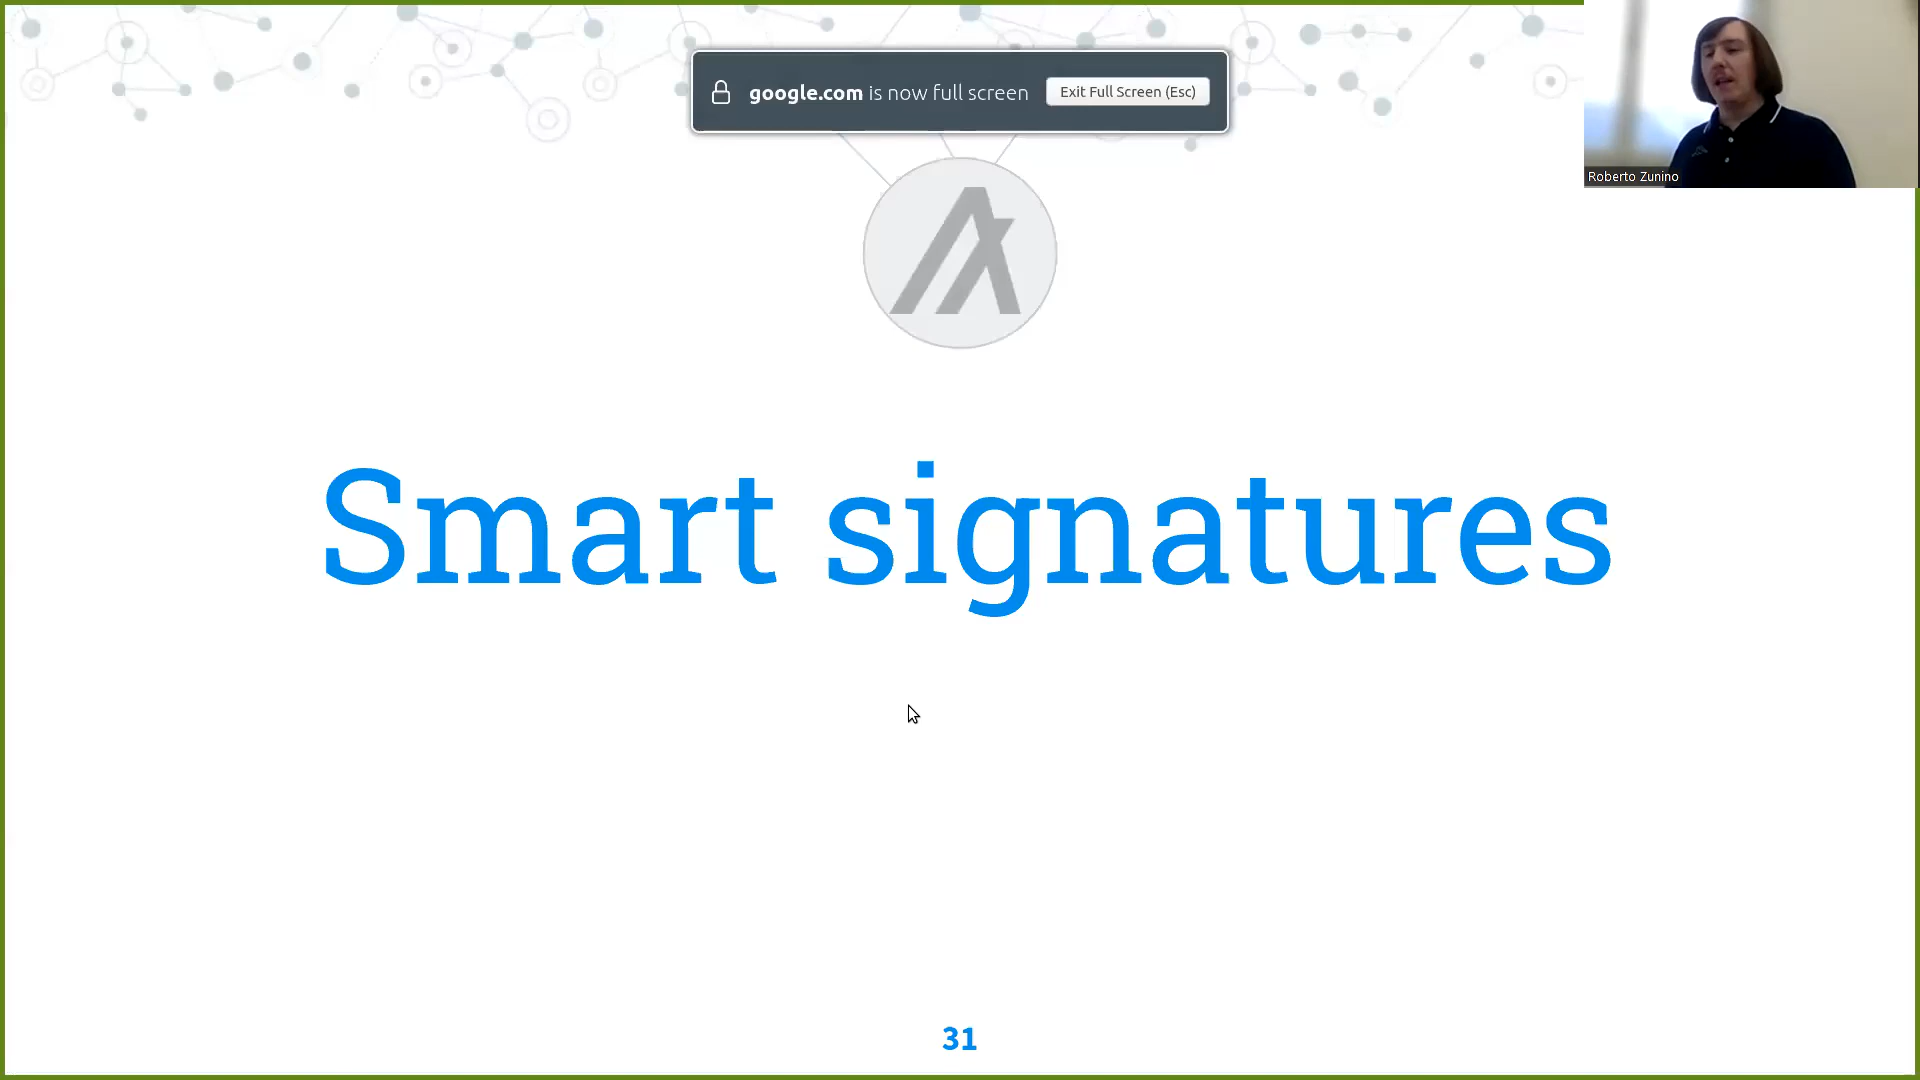 google.com is now full screen
Exit Full Screen (Esc)
Roberto Zunino
Smart signatures
31